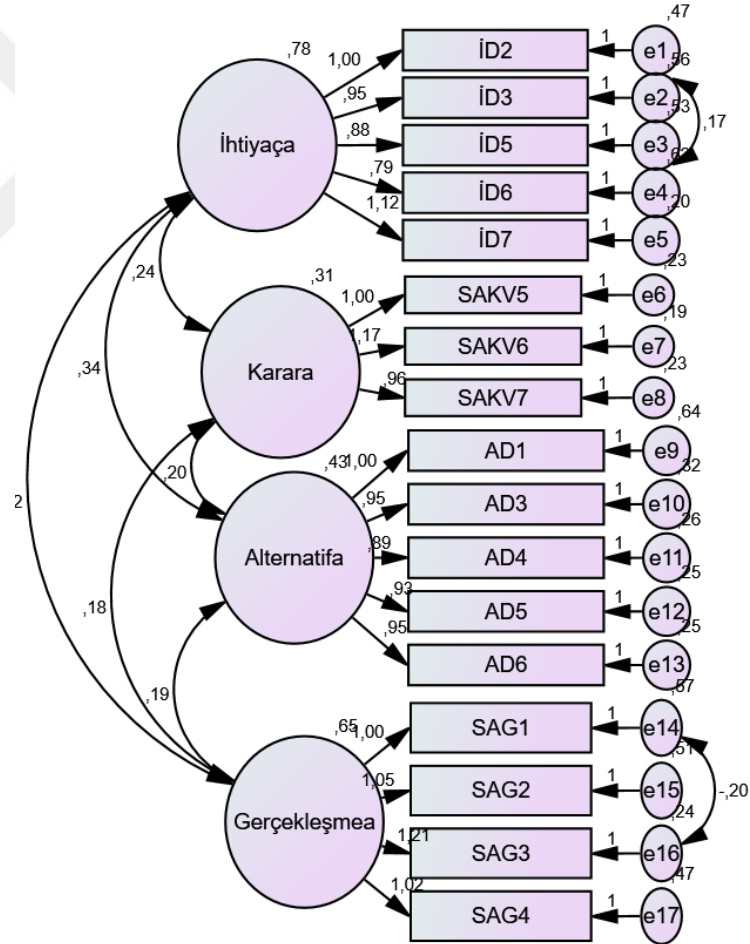 ,47
,78
1,00
İD2
1
e1
,56
,95
İD3
1
e2
,53
,17
İhtiyaça
,88
İD5
1
e3
,79
İD6
1
e4
,20
1,12
İD7
1
e5
,23
,24
,31
1,00
SAKV5
1
e6
,19
1,17
SAKV6
1
e7
,23
,34
Karara
,96
SAKV7
1
e8
,64
,43
1,00
AD1
1
e9
,32
,20
,95
AD3
1
e10
,26
2
Alternatifa
,89
AD4
1
e11
,25
,18
,93
AD5
1
e12
,25
,95
AD6
1
e13
,57
,19
,65
1,00
SAG1
1
e14
,51
1,05
SAG2
1
e15
-,20
,24
Gerçekleşmea
1,21
SAG3
1
e16
,47
1,02
SAG4
1
e17